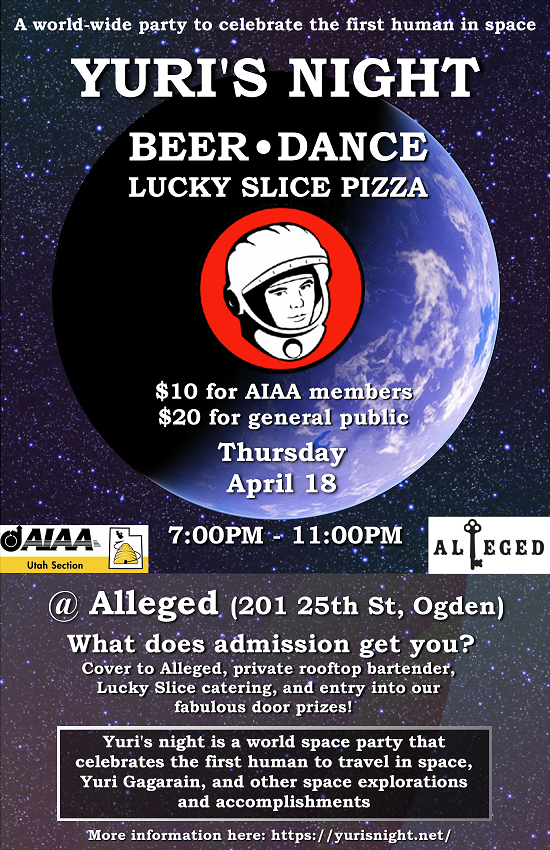 A world-wide party to celebrate the first human in space
YURI'S NIGHT
BEER • DANCE
LUCKY SLICE PIZZA
$10 for AIAA members
$20 for general public
Thursday
April 18
7:00PM - 11:00PM
AIAA
Utah Section
ALLEGED
@ Alleged (201 25th St, Ogden)
What does admission get you?
Cover to Alleged, private rooftop bartender,
Lucky Slice catering, and entry into our
fabulous door prizes!
Yuri's night is a world space party that
celebrates the first human to travel in space,
Yuri Gagarain, and other space explorations
and accomplishments
More information here: https://yurisnight.net/